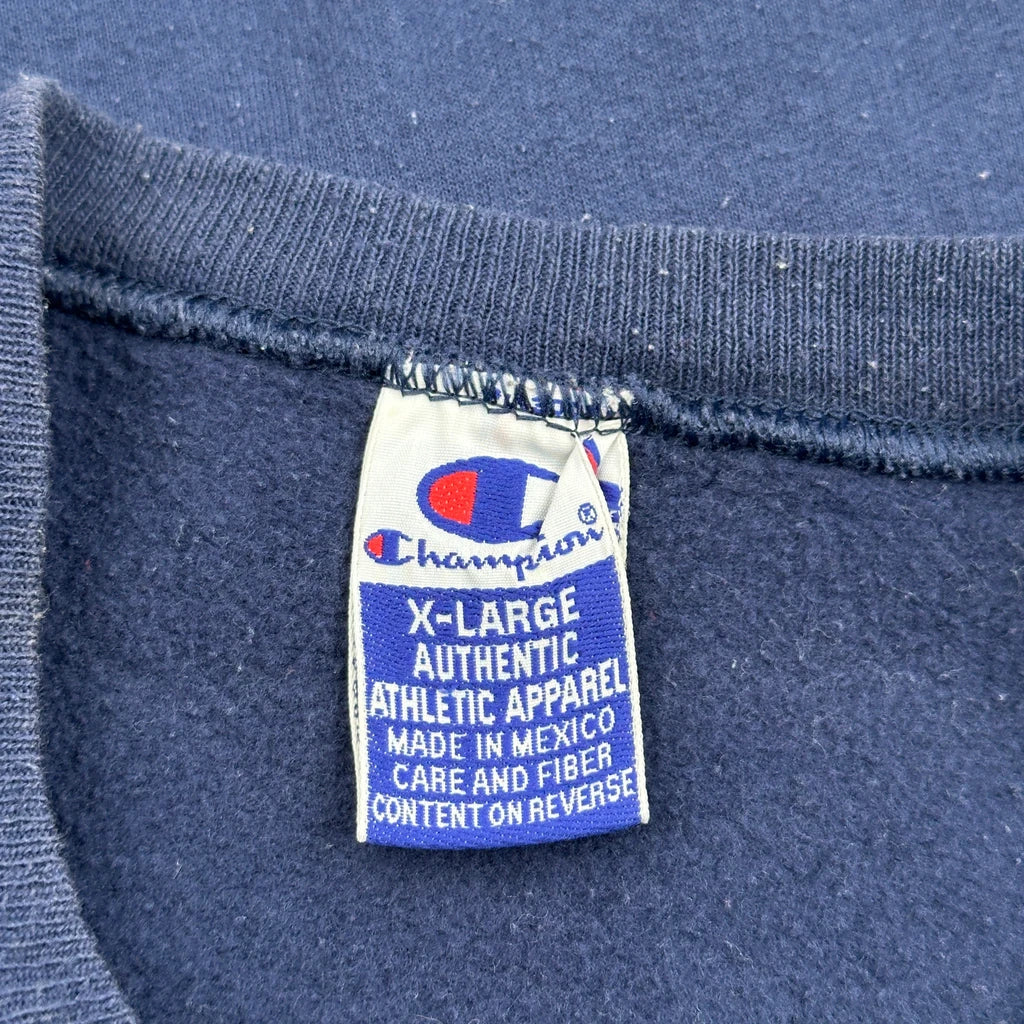 Champion®
X-LARGE
AUTHENTIC
ATHLETIC APPAREL
MADE IN MEXICO
CARE AND FIBER
CONTENT ON REVERSE